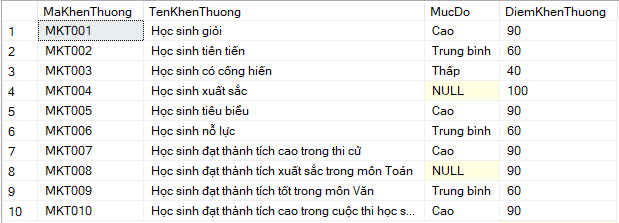 MaKhenThuong TenKhenThuong MucDo DiemKhenThuong
1 MKT001 Học sinh giỏi Cao 90
2 MKT002 Học sinh tiên tiến Trung bình 60
3 MKT003 Học sinh có cống hiến Thấp 40
4 MKT004 Học sinh xuất sắc NULL 100
5 MKT005 Học sinh tiêu biểu Cao 90
6 MKT006 Học sinh nỗ lực Trung bình 60
7 MKT007 Học sinh đạt thành tích cao trong thi cử Cao 90
8 MKT008 Học sinh đạt thành tích xuất sắc trong môn Toán NULL 90
9 MKT009 Học sinh đạt thành tích tốt trong môn Văn Trung bình 60
10 MKT010 Học sinh đạt thành tích cao trong cuộc thi học s... Cao 90